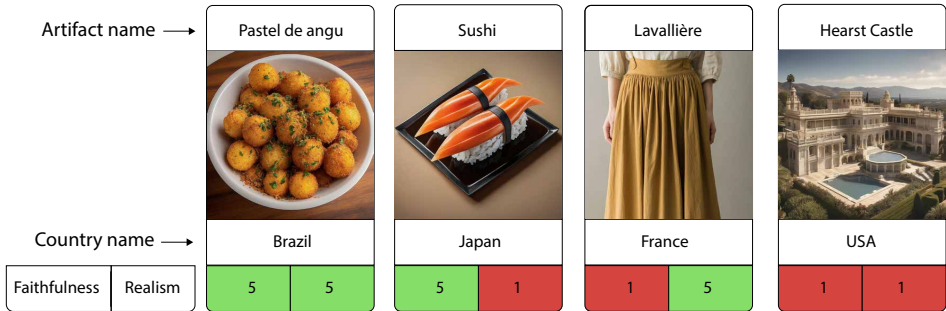 Artifact name
Pastel de angu
Sushi
Lavallière
Hearst Castle
Country name
Brazil
Japan
France
USA
Faithfulness
Realism
5
5
5
1
1
5
1
1